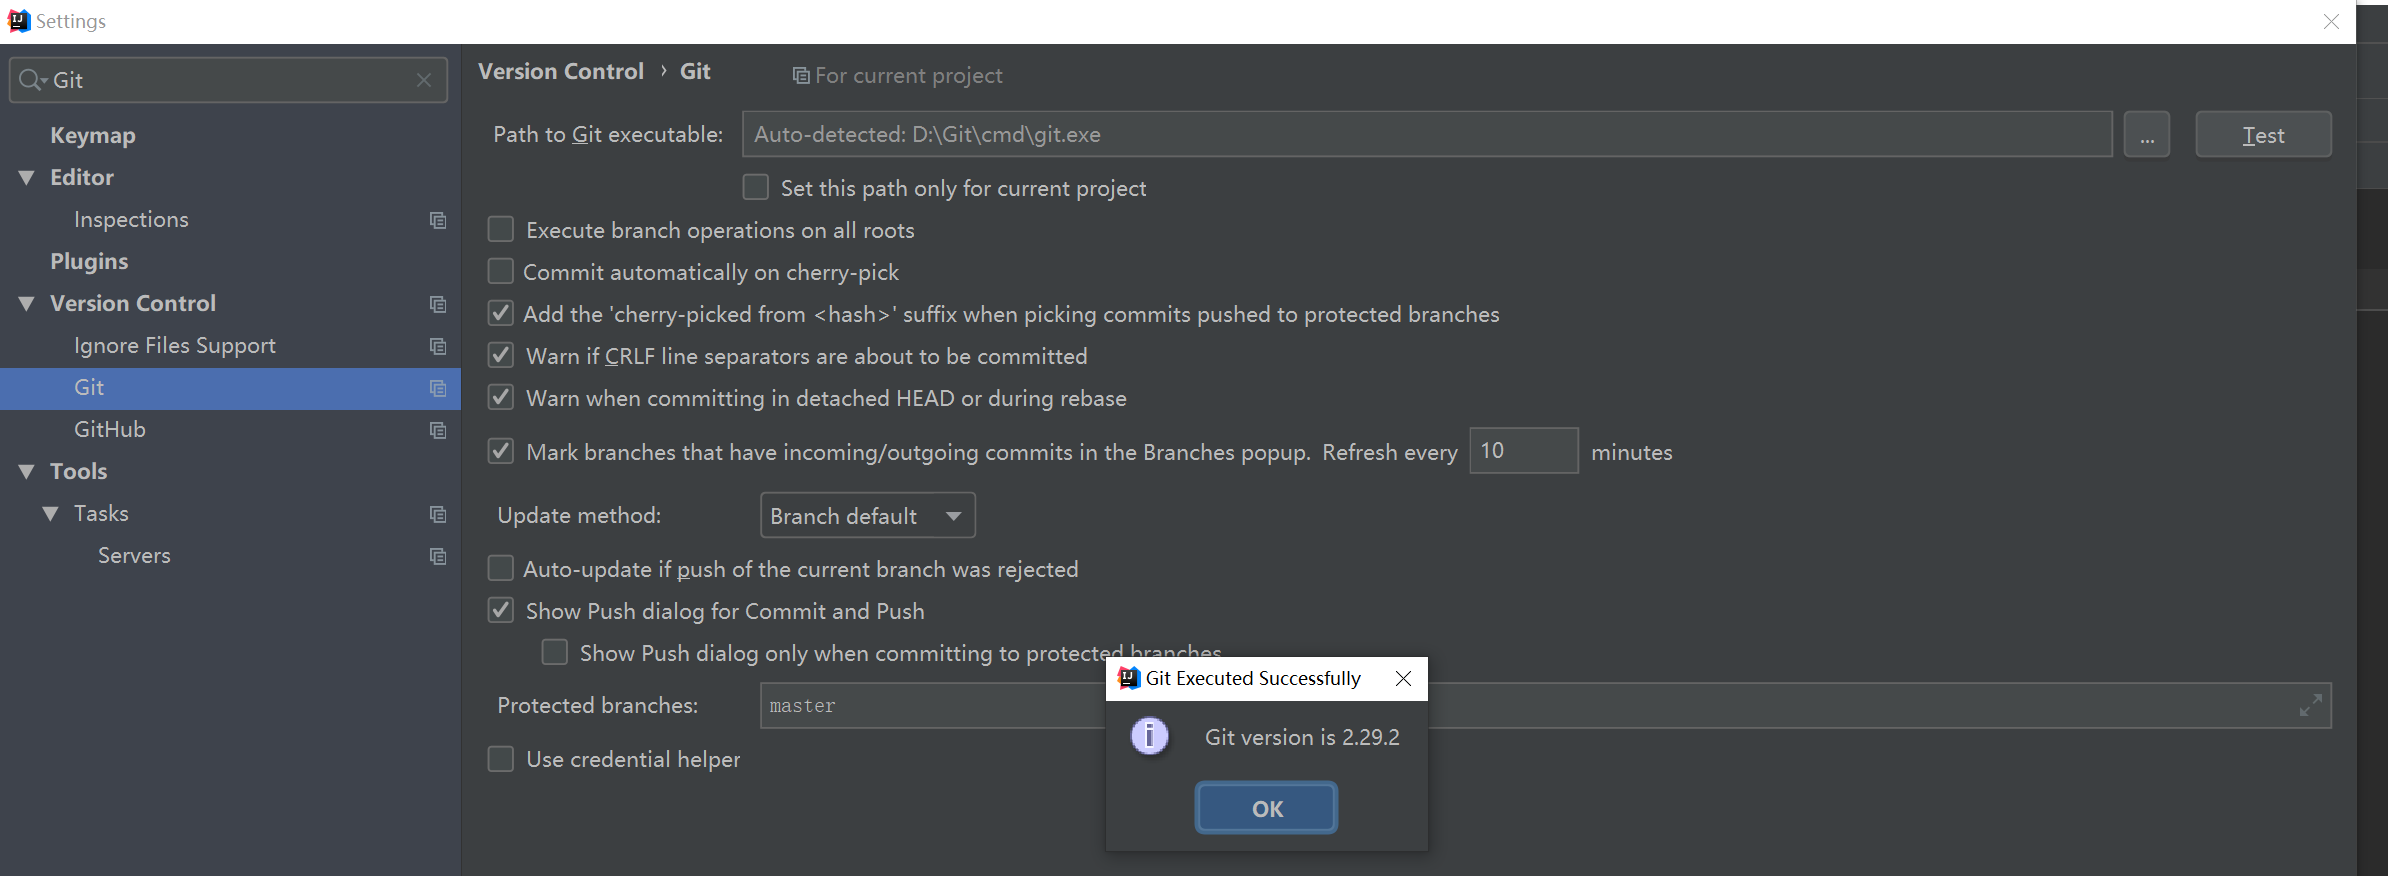 Settings
Git
Keymap
Editor
Inspections
Plugins
Version Control
Ignore Files Support
Git
GitHub
Tools
Tasks
Servers
Version Control › Git For current project
Path to Git executable: Auto-detected: D:\Git\cmd\git.exe ... Test
Set this path only for current project
Execute branch operations on all roots
Commit automatically on cherry-pick
Add the 'cherry-picked from <hash>' suffix when picking commits pushed to protected branches
Warn if CRLF line separators are about to be committed
Warn when committing in detached HEAD or during rebase
Mark branches that have incoming/outgoing commits in the Branches popup. Refresh every 10 minutes
Update method: Branch default
Auto-update if push of the current branch was rejected
Show Push dialog for Commit and Push
Show Push dialog only when committing to protected branches
Protected branches: master
Use credential helper
Git Executed Successfully
Git version is 2.29.2
OK